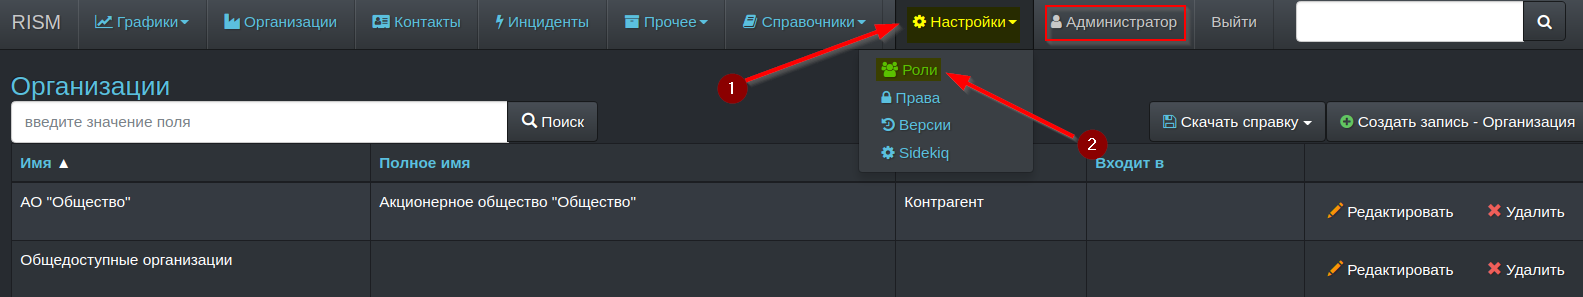 RISM Графики Организации Контакты Инциденты Прочее Справочники Настройки Администратор Выйти
Роли
Права
Версии
Sidekiq
1
2
Организации
введите значение поля Поиск Скачать справку Создать запись - Организация
Имя ▲ Полное имя Входит в
АО "Общество" Акционерное общество "Общество" Контрагент Редактировать Удалить
Общедоступные организации Редактировать Удалить